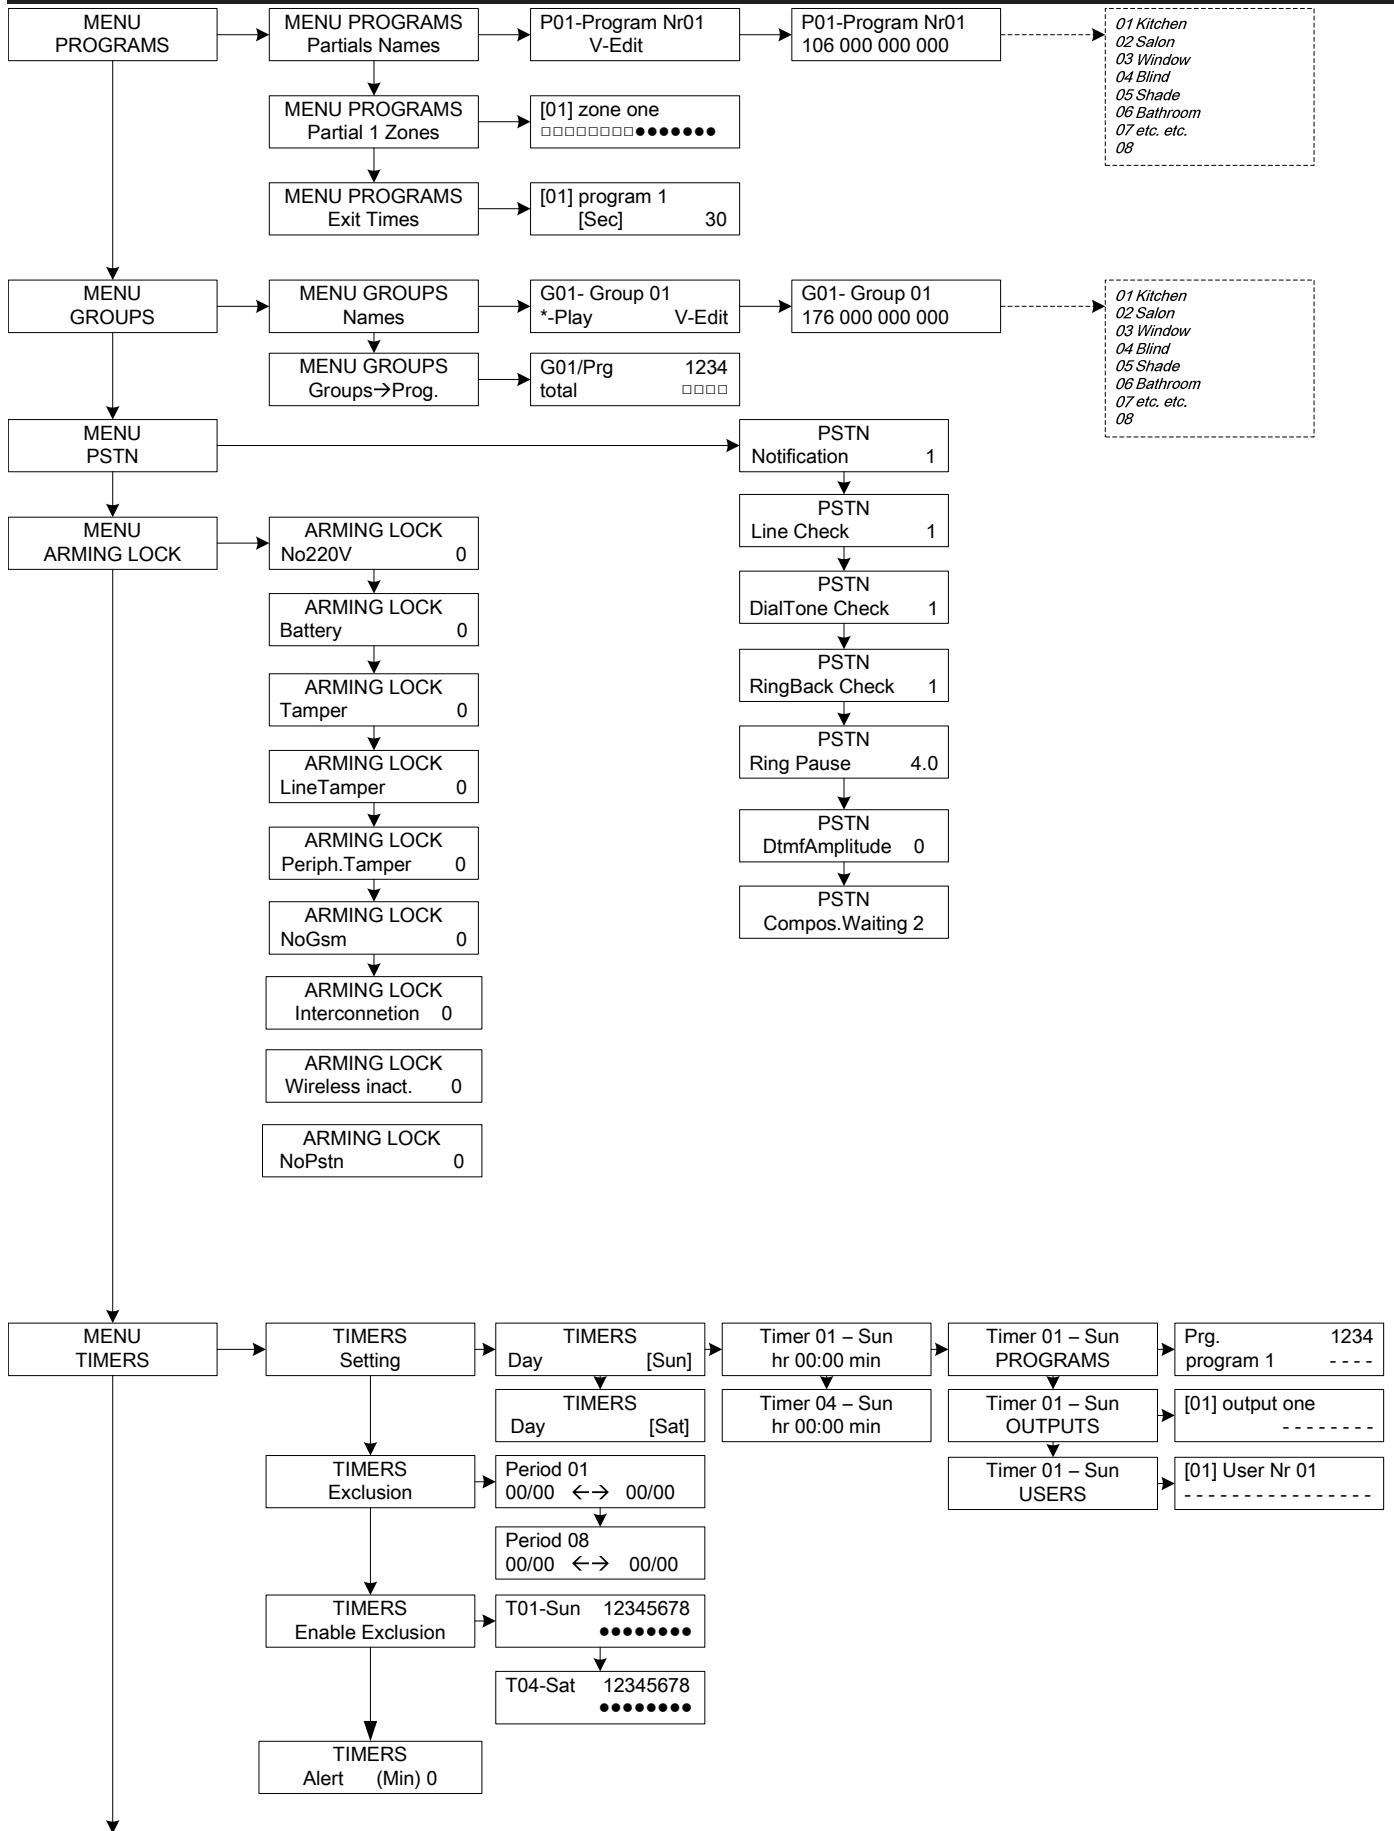 MENU
PROGRAMS
MENU PROGRAMS
Partials Names
P01-Program Nr01
V-Edit
P01-Program Nr01
106 000 000 000
01 Kitchen
02 Salon
03 Window
04 Blind
05 Shade
06 Bathroom
07 etc. etc.
08
MENU PROGRAMS
Partial 1 Zones
[01] zone one
□□□□□□□□●●●●●●●
MENU PROGRAMS
Exit Times
[01] program 1
[Sec] 30
MENU
GROUPS
MENU GROUPS
Names
G01- Group 01
*-Play V-Edit
G01- Group 01
176 000 000 000
01 Kitchen
02 Salon
03 Window
04 Blind
05 Shade
06 Bathroom
07 etc. etc.
08
MENU GROUPS
Groups→Prog.
G01/Prg 1234
total □□□□
MENU
PSTN
PSTN
Notification 1
PSTN
Line Check 1
PSTN
DialTone Check 1
PSTN
RingBack Check 1
PSTN
Ring Pause 4.0
PSTN
DtmfAmplitude 0
PSTN
Compos.Waiting 2
MENU
ARMING LOCK
ARMING LOCK
No220V 0
ARMING LOCK
Battery 0
ARMING LOCK
Tamper 0
ARMING LOCK
LineTamper 0
ARMING LOCK
Periph.Tamper 0
ARMING LOCK
NoGsm 0
ARMING LOCK
Interconnetion 0
ARMING LOCK
Wireless inact. 0
ARMING LOCK
NoPstn 0
MENU
TIMERS
TIMERS
Setting
TIMERS
Day [Sun]
Timer 01 – Sun
hr 00:00 min
Timer 01 – Sun
PROGRAMS
Prg. 1234
program 1 - - - -
TIMERS
Day [Sat]
Timer 04 – Sun
hr 00:00 min
Timer 01 – Sun
OUTPUTS
[01] output one
- - - - - - - -
Timer 01 – Sun
USERS
[01] User Nr 01
- - - - - - - - - - - - - - - -
TIMERS
Exclusion
Period 01
00/00 ←→ 00/00
Period 08
00/00 ←→ 00/00
TIMERS
Enable Exclusion
T01-Sun 12345678
●●●●●●●●
T04-Sat 12345678
●●●●●●●●
TIMERS
Alert (Min) 0